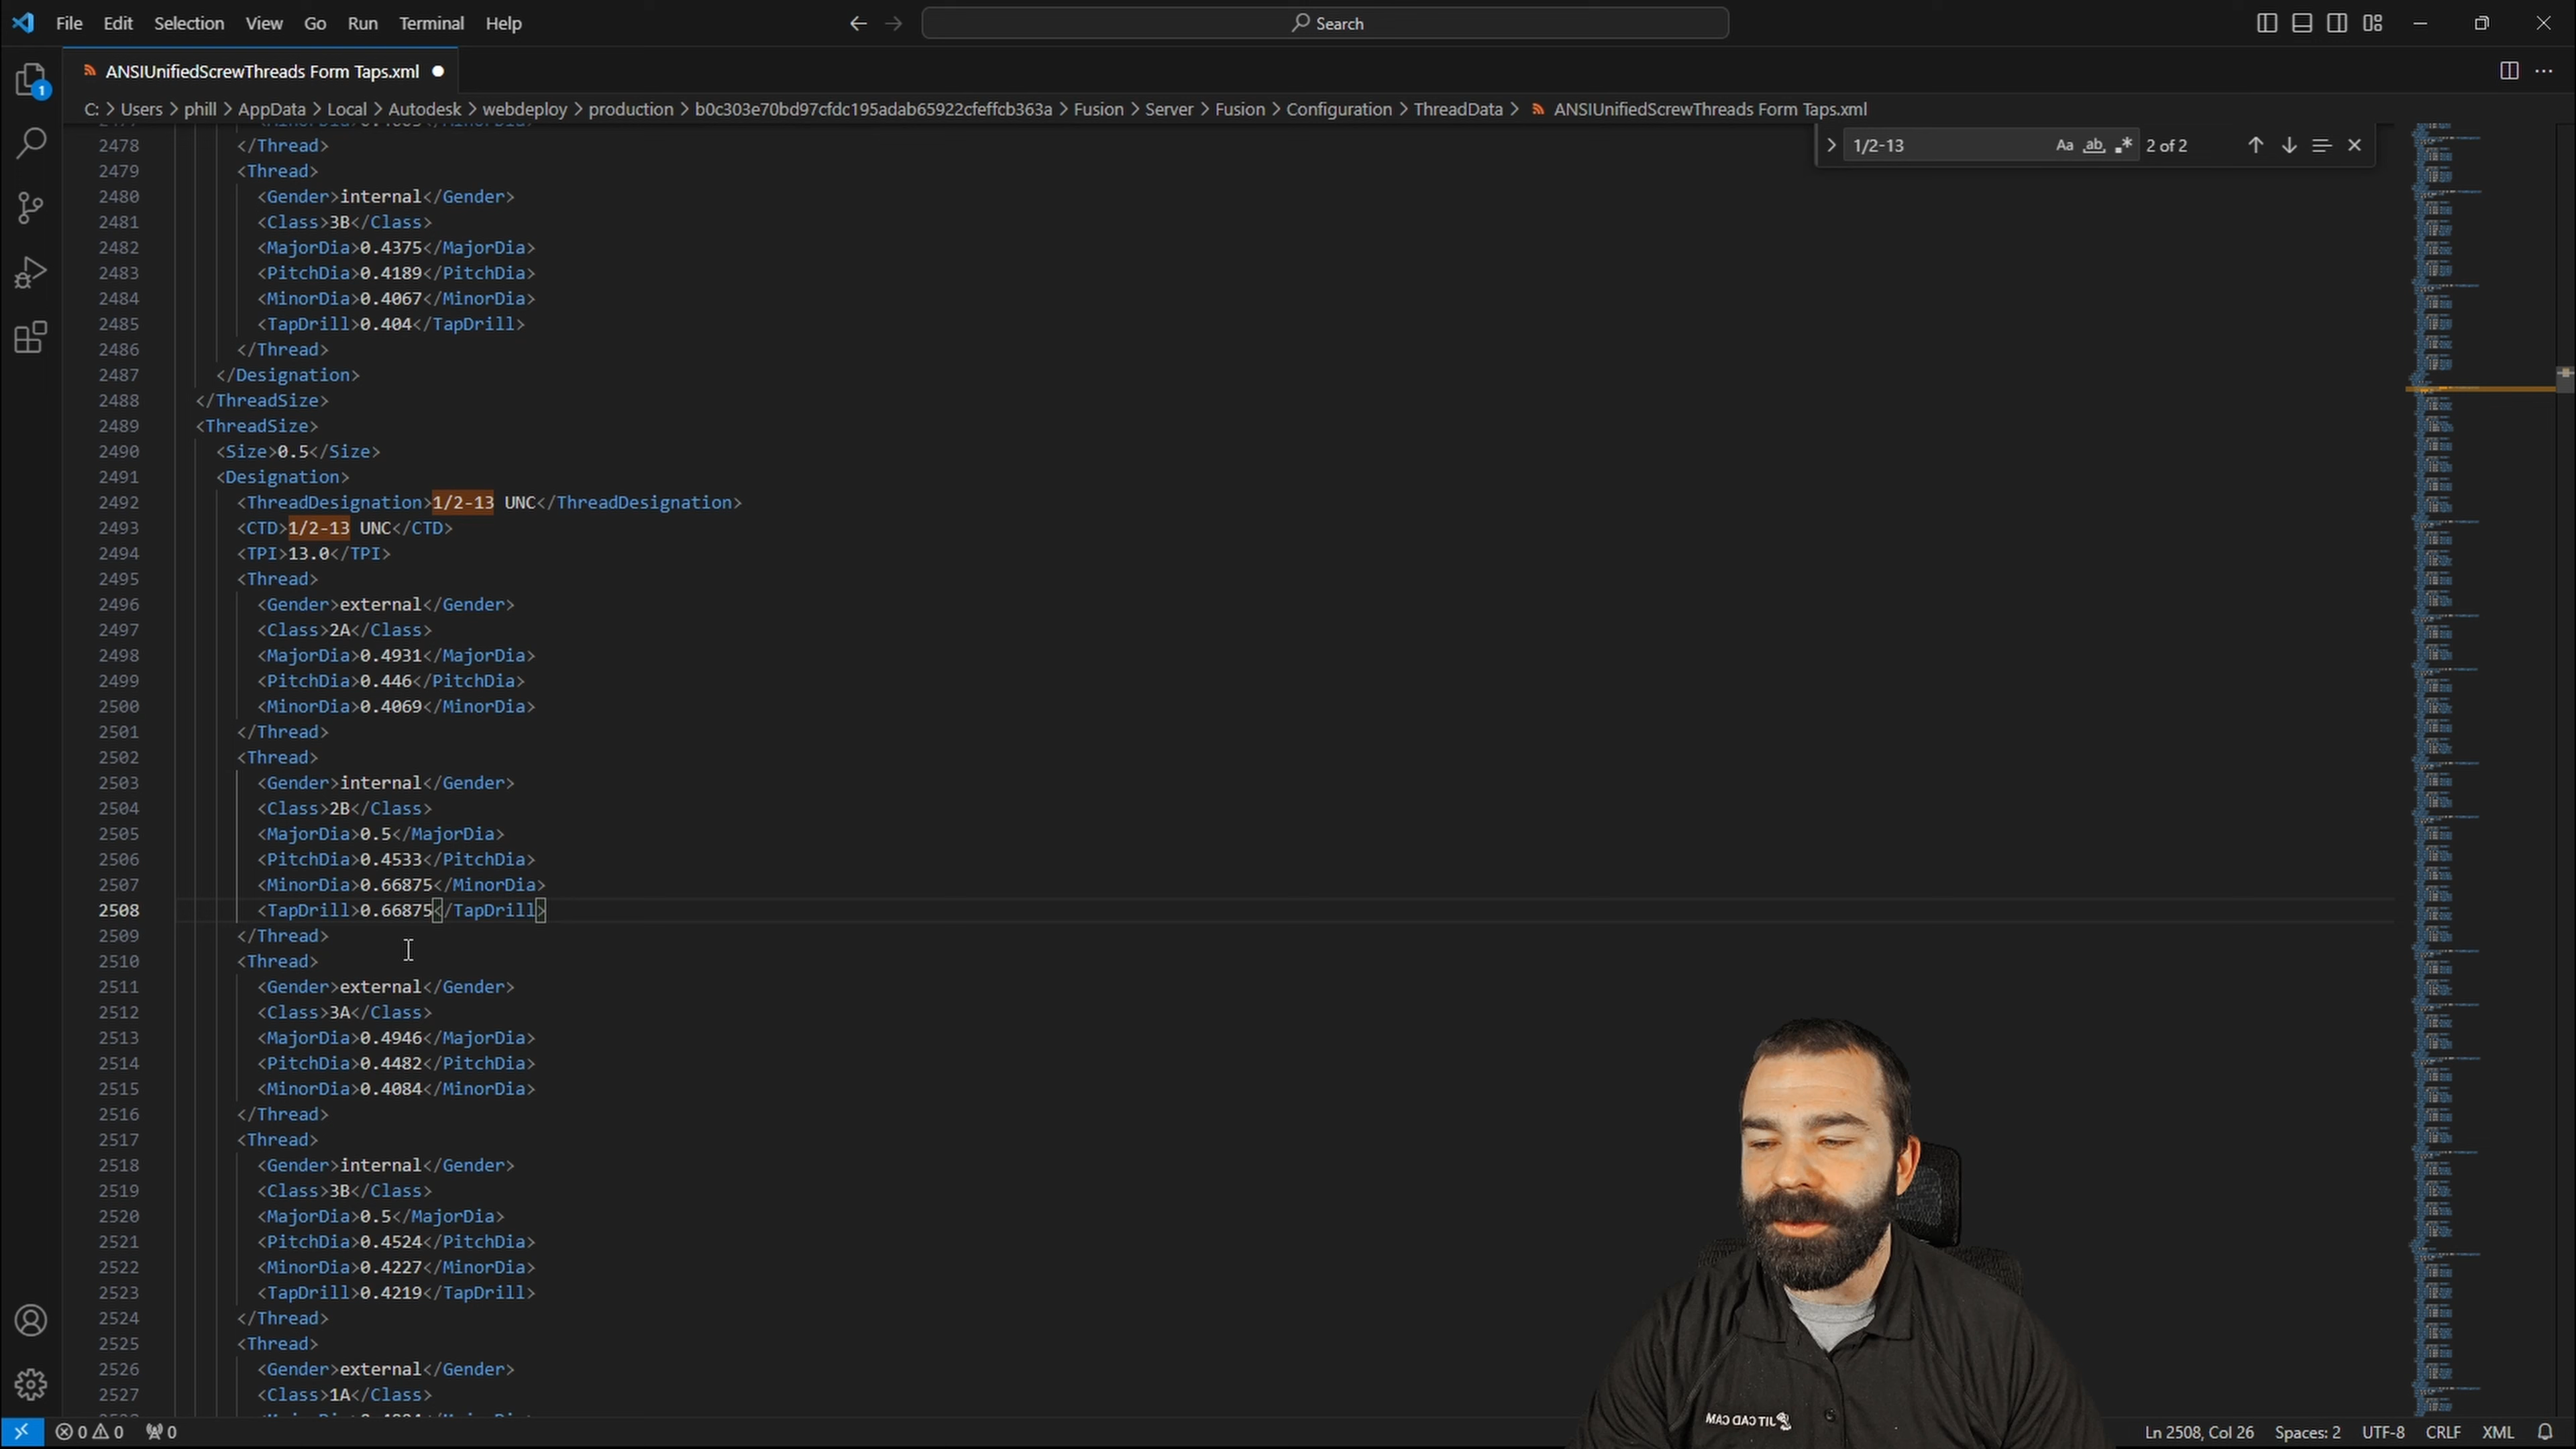 File Edit Selection View Go Run Terminal Help
Search
ANSIUnifiedScrewThreads Form Taps.xml
1
C: > Users > phill > AppData > Local > Autodesk > webdeploy > production > b0c303e70bd97cfdc195adab65922cfeffcb363a > Fusion > Server > Fusion > Configuration > ThreadData > ANSIUnifiedScrewThreads Form Taps.xml
1/2-13 Aa ab 2 of 2
2478 </Thread>
2479 <Thread>
2480 <Gender>internal</Gender>
2481 <Class>3B</Class>
2482 <MajorDia>0.4375</MajorDia>
2483 <PitchDia>0.4189</PitchDia>
2484 <MinorDia>0.4067</MinorDia>
2485 <TapDrill>0.404</TapDrill>
2486 </Thread>
2487 </Designation>
2488 </ThreadSize>
2489 <ThreadSize>
2490 <Size>0.5</Size>
2491 <Designation>
2492 <ThreadDesignation>1/2-13 UNC</ThreadDesignation>
2493 <CTD>1/2-13 UNC</CTD>
2494 <TPI>13.0</TPI>
2495 <Thread>
2496 <Gender>external</Gender>
2497 <Class>2A</Class>
2498 <MajorDia>0.4931</MajorDia>
2499 <PitchDia>0.446</PitchDia>
2500 <MinorDia>0.4069</MinorDia>
2501 </Thread>
2502 <Thread>
2503 <Gender>internal</Gender>
2504 <Class>2B</Class>
2505 <MajorDia>0.5</MajorDia>
2506 <PitchDia>0.4533</PitchDia>
2507 <MinorDia>0.66875</MinorDia>
2508 <TapDrill>0.66875</TapDrill>
2509 </Thread>
2510 <Thread>
2511 <Gender>external</Gender>
2512 <Class>3A</Class>
2513 <MajorDia>0.4946</MajorDia>
2514 <PitchDia>0.4482</PitchDia>
2515 <MinorDia>0.4084</MinorDia>
2516 </Thread>
2517 <Thread>
2518 <Gender>internal</Gender>
2519 <Class>3B</Class>
2520 <MajorDia>0.5</MajorDia>
2521 <PitchDia>0.4524</PitchDia>
2522 <MinorDia>0.4227</MinorDia>
2523 <TapDrill>0.4219</TapDrill>
2524 </Thread>
2525 <Thread>
2526 <Gender>external</Gender>
2527 <Class>1A</Class>
JIT CAD CAM
0 0 0
Ln 2508, Col 26 Spaces: 2 UTF-8 CRLF XML